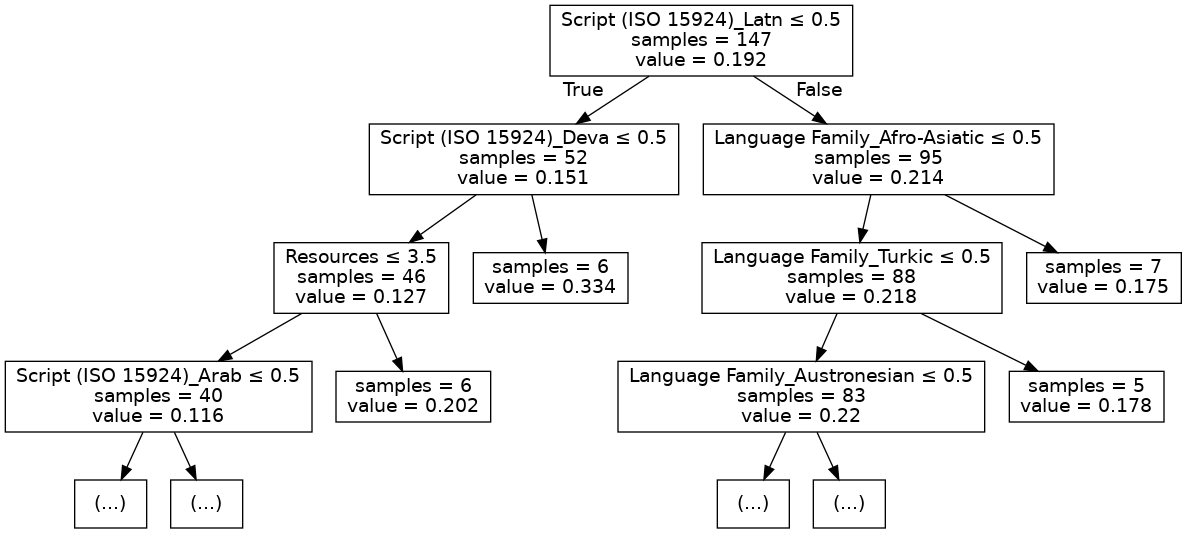 Script (ISO 15924)_Latn ≤ 0.5
samples = 147
value = 0.192
True
False
Script (ISO 15924)_Deva ≤ 0.5
samples = 52
value = 0.151
Language Family_Afro-Asiatic ≤ 0.5
samples = 95
value = 0.214
Resources ≤ 3.5
samples = 46
value = 0.127
samples = 6
value = 0.334
Language Family_Turkic ≤ 0.5
samples = 88
value = 0.218
samples = 7
value = 0.175
Script (ISO 15924)_Arab ≤ 0.5
samples = 40
value = 0.116
samples = 6
value = 0.202
Language Family_Austronesian ≤ 0.5
samples = 83
value = 0.22
samples = 5
value = 0.178
(...)
(...)
(...)
(...)